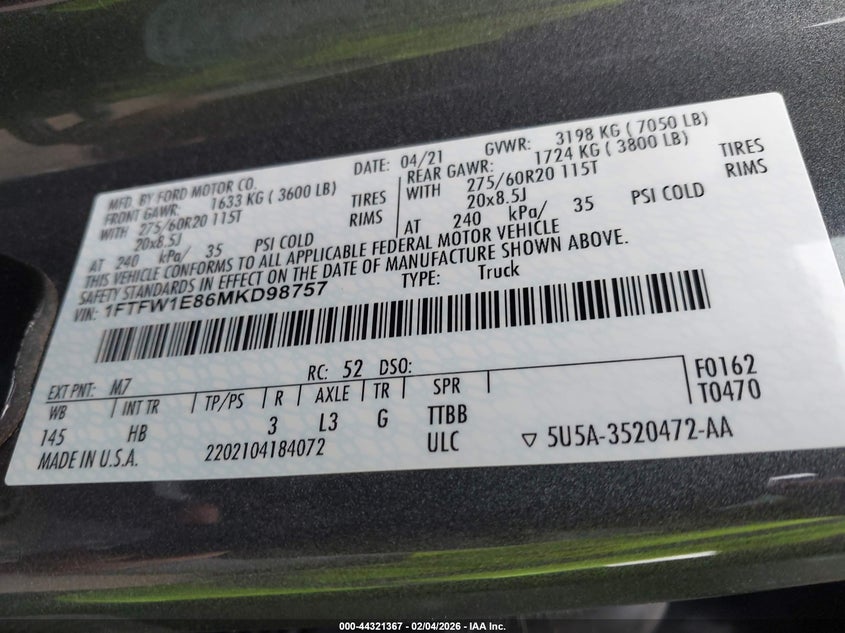 MFD. BY FORD MOTOR CO.
DATE: 04/21
GVWR: 3198 KG ( 7050 LB)
FRONT GAWR: 1633 KG ( 3600 LB)
REAR GAWR: 1724 KG ( 3800 LB)
WITH 275/60R20 115T TIRES
WITH 275/60R20 115T TIRES
20x8.5J RIMS
20x8.5J RIMS
AT 240 kPa/ 35 PSI COLD
AT 240 kPa/ 35 PSI COLD
THIS VEHICLE CONFORMS TO ALL APPLICABLE FEDERAL MOTOR VEHICLE
SAFETY STANDARDS IN EFFECT ON THE DATE OF MANUFACTURE SHOWN ABOVE.
VIN: 1FTFW1E86MKD98757
TYPE: Truck
EXT PNT: M7 RC: 52 DSO:
WB INT TR TP/PS R AXLE TR SPR
145 HB 3 L3 G TTBB
F0162
T0470
MADE IN U.S.A. 2202104184072 ULC
▽ 5U5A-3520472-AA
000-44321367 - 02/04/2026 - IAA Inc.